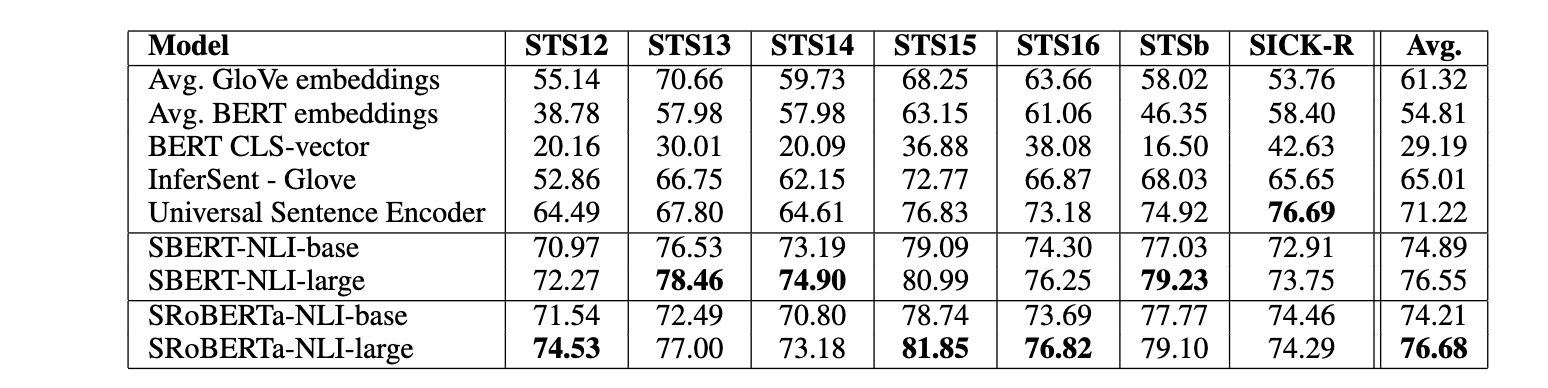 Model STS12 STS13 STS14 STS15 STS16 STSb SICK-R Avg.
Avg. GloVe embeddings 55.14 70.66 59.73 68.25 63.66 58.02 53.76 61.32
Avg. BERT embeddings 38.78 57.98 57.98 63.15 61.06 46.35 58.40 54.81
BERT CLS-vector 20.16 30.01 20.09 36.88 38.08 16.50 42.63 29.19
InferSent - Glove 52.86 66.75 62.15 72.77 66.87 68.03 65.65 65.01
Universal Sentence Encoder 64.49 67.80 64.61 76.83 73.18 74.92 76.69 71.22
SBERT-NLI-base 70.97 76.53 73.19 79.09 74.30 77.03 72.91 74.89
SBERT-NLI-large 72.27 78.46 74.90 80.99 76.25 79.23 73.75 76.55
SRoBERTa-NLI-base 71.54 72.49 70.80 78.74 73.69 77.77 74.46 74.21
SRoBERTa-NLI-large 74.53 77.00 73.18 81.85 76.82 79.10 74.29 76.68